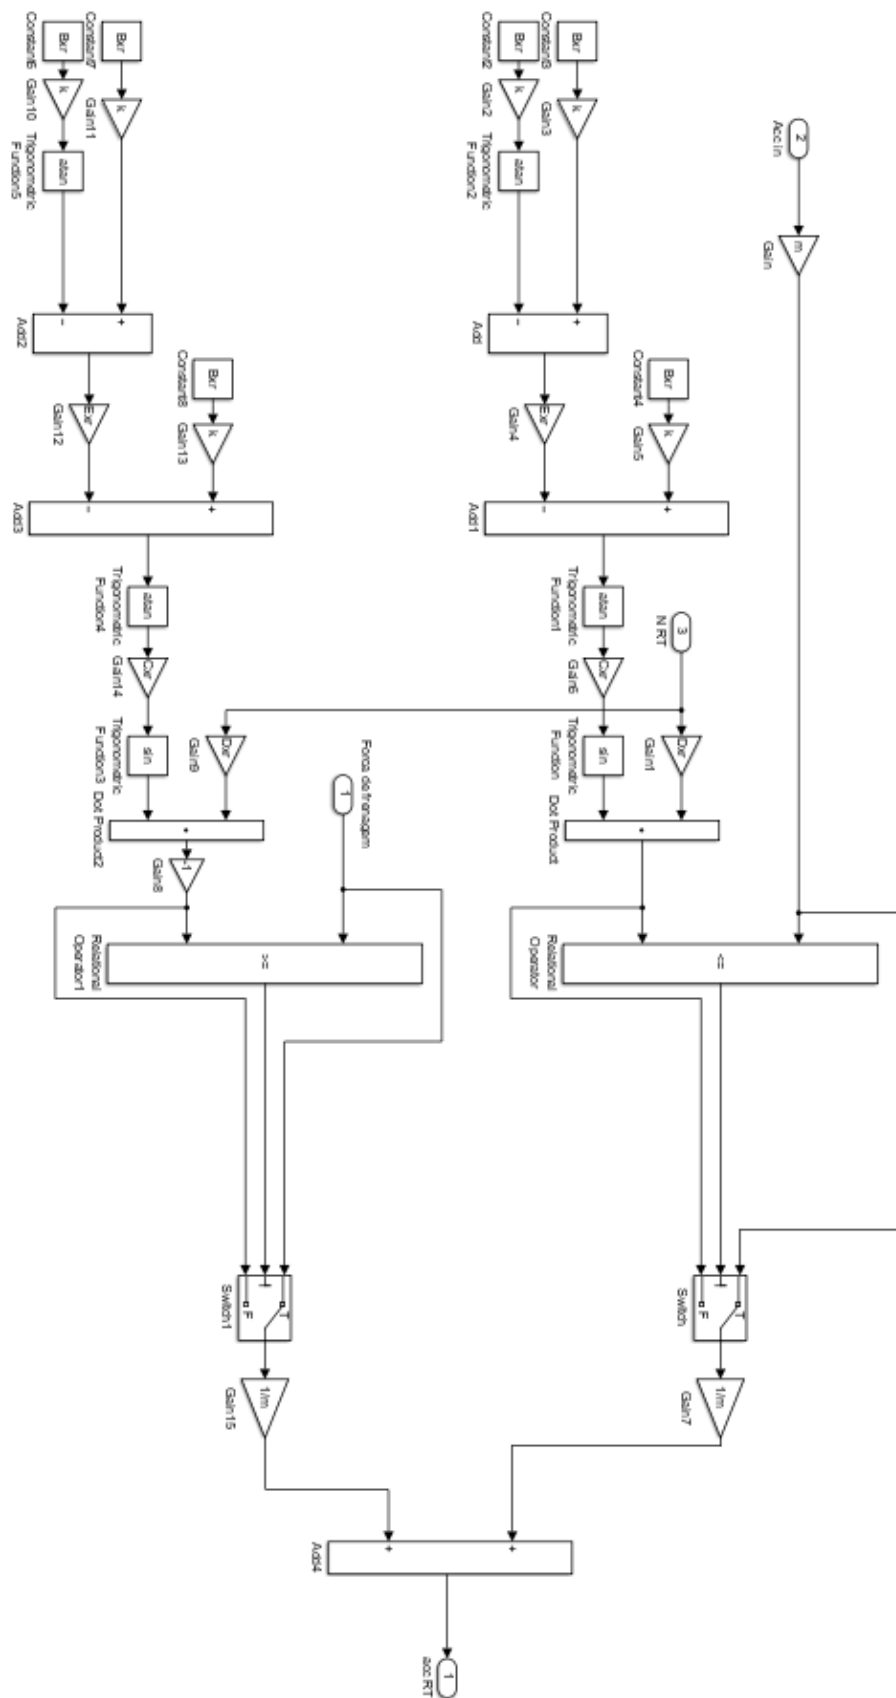 2
Acc in
m
Gain
Bxr
Constant3
k
Gain3
Bxr
Constant2
k
Gain2
atan
Trigonometric
Function2
+
-
Add
Bxr
Constant4
k
Gain5
Exr
Gain4
+
-
Add1
atan
Trigonometric
Function1
Cxr
Gain6
3
N RT
Dxr
Gain1
sin
Trigonometric
Function
Dot Product
<=
Relational
Operator
T
F
Switch
1/m
Gain7
Bxr
Constant7
k
Gain11
Bxr
Constant6
k
Gain10
atan
Trigonometric
Function5
+
-
Add2
Bxr
Constant8
k
Gain13
Exr
Gain12
+
-
Add3
atan
Trigonometric
Function4
Cxr
Gain14
Dxr
Gain9
sin
Trigonometric
Function3
Dot Product2
-1
Gain8
1
Forca de frenagem
>=
Relational
Operator1
T
F
Switch1
1/m
Gain15
+
+
Add4
1
acc RT